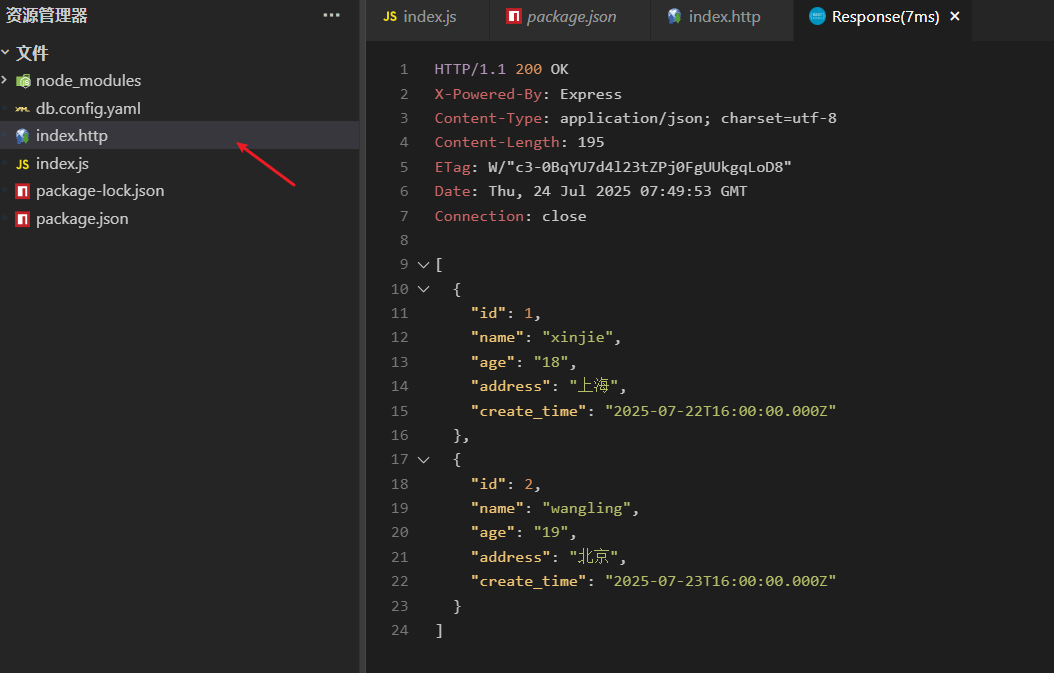 资源管理器 ···
文件
node_modules
db.config.yaml
index.http
JS index.js
package-lock.json
package.json
JS index.js package.json index.http Response(7ms) ×
1 HTTP/1.1 200 OK
2 X-Powered-By: Express
3 Content-Type: application/json; charset=utf-8
4 Content-Length: 195
5 ETag: W/"c3-0BqYU7d4l23tZPj0FgUUkgqLoD8"
6 Date: Thu, 24 Jul 2025 07:49:53 GMT
7 Connection: close
8
9 [
10 {
11 "id": 1,
12 "name": "xinjie",
13 "age": "18",
14 "address": "上海",
15 "create_time": "2025-07-22T16:00:00.000Z"
16 },
17 {
18 "id": 2,
19 "name": "wangling",
20 "age": "19",
21 "address": "北京",
22 "create_time": "2025-07-23T16:00:00.000Z"
23 }
24 ]